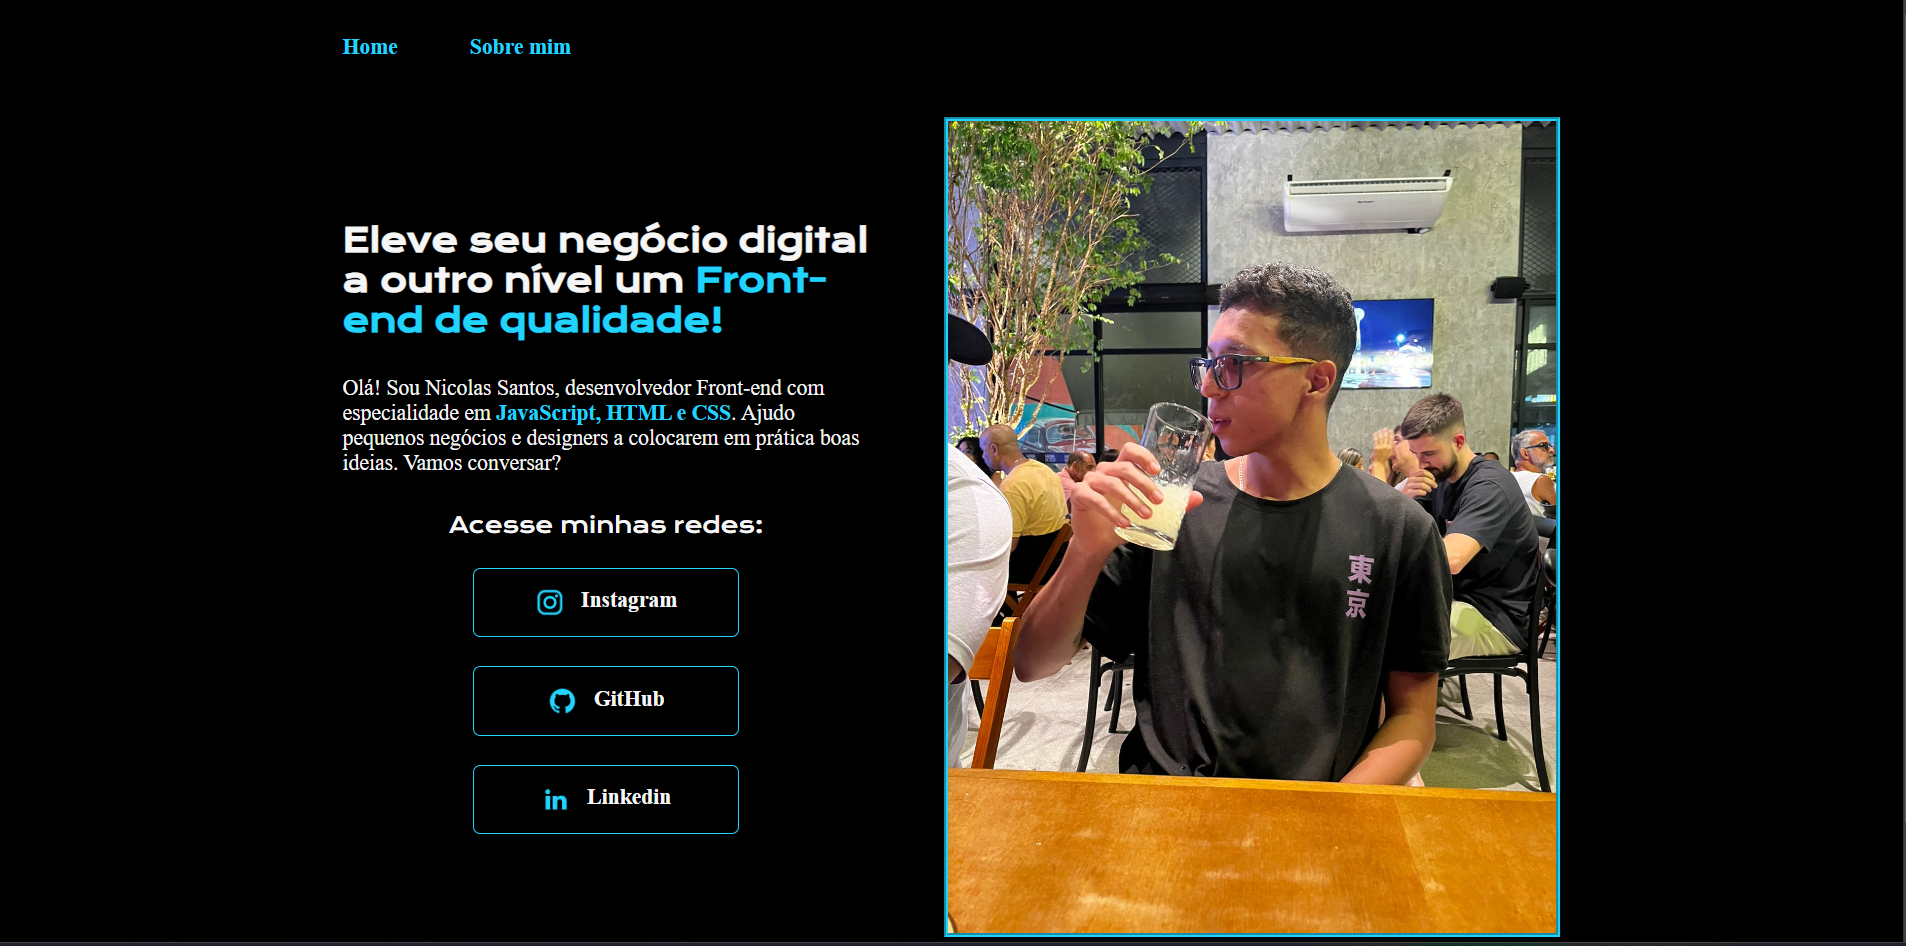 Home
Sobre mim
Eleve seu negócio digital
a outro nível um Front-
end de qualidade!
Olá! Sou Nicolas Santos, desenvolvedor Front-end com
especialidade em JavaScript, HTML e CSS. Ajudo
pequenos negócios e designers a colocarem em prática boas
ideias. Vamos conversar?
Acesse minhas redes:
Instagram
GitHub
Linkedin
東
京